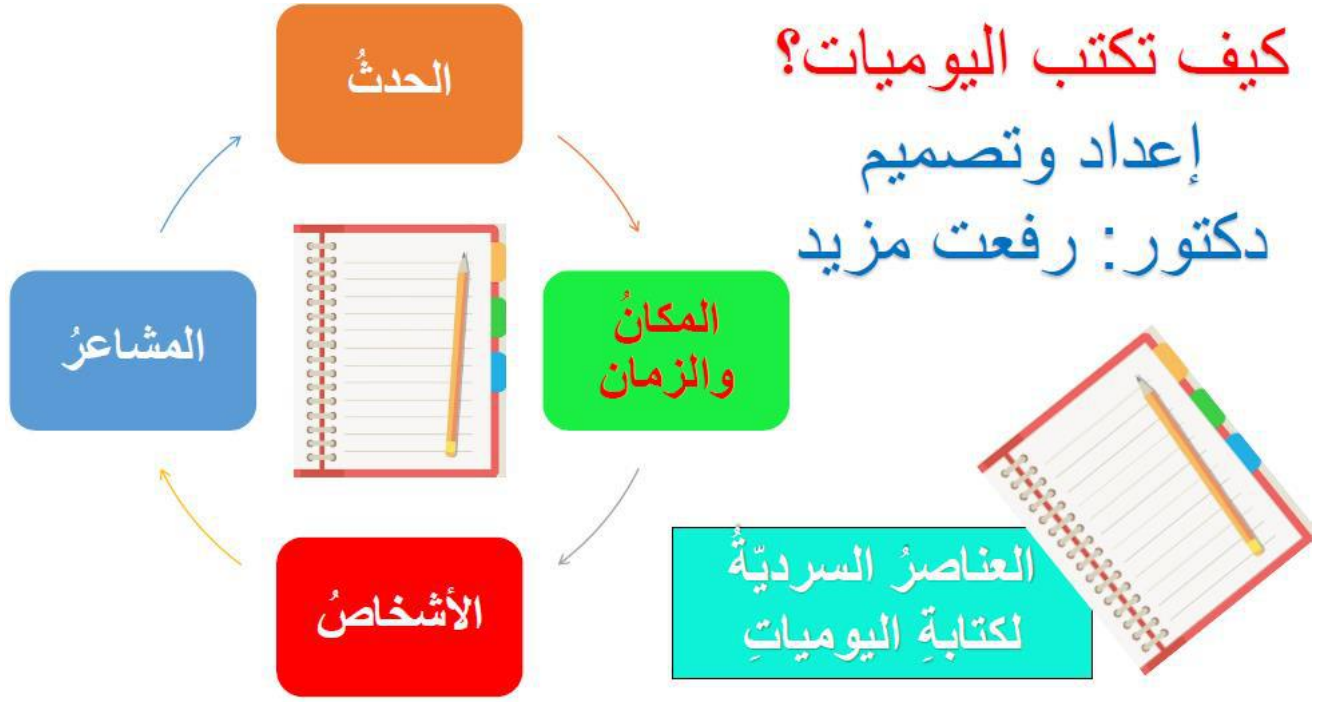 كيف تكتب اليوميات؟
إعداد وتصميم
دكتور: رفعت مزيد
الحدثُ
المكانُ
والزمان
الأشخاصُ
المشاعرُ
العناصرُ السرديّةُ
لكتابةِ اليومياتِ